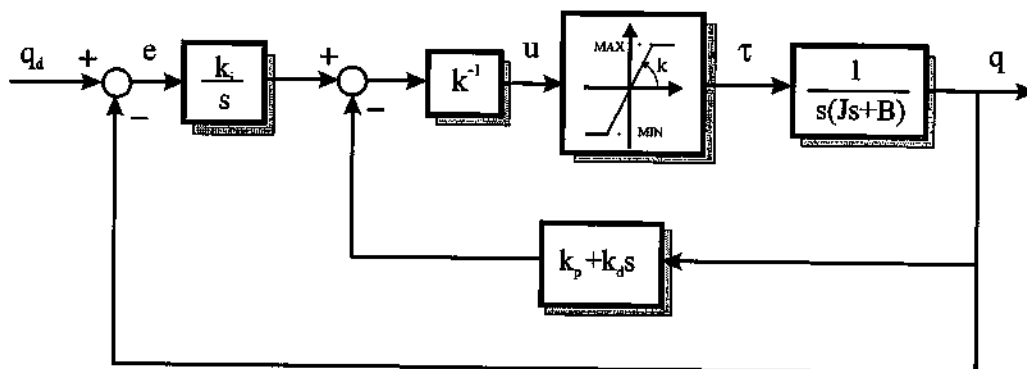 q_d + e k_i + k^-1 u MAX k τ 1 q
− s − MIN s(Js+B)
k_p+k_d s